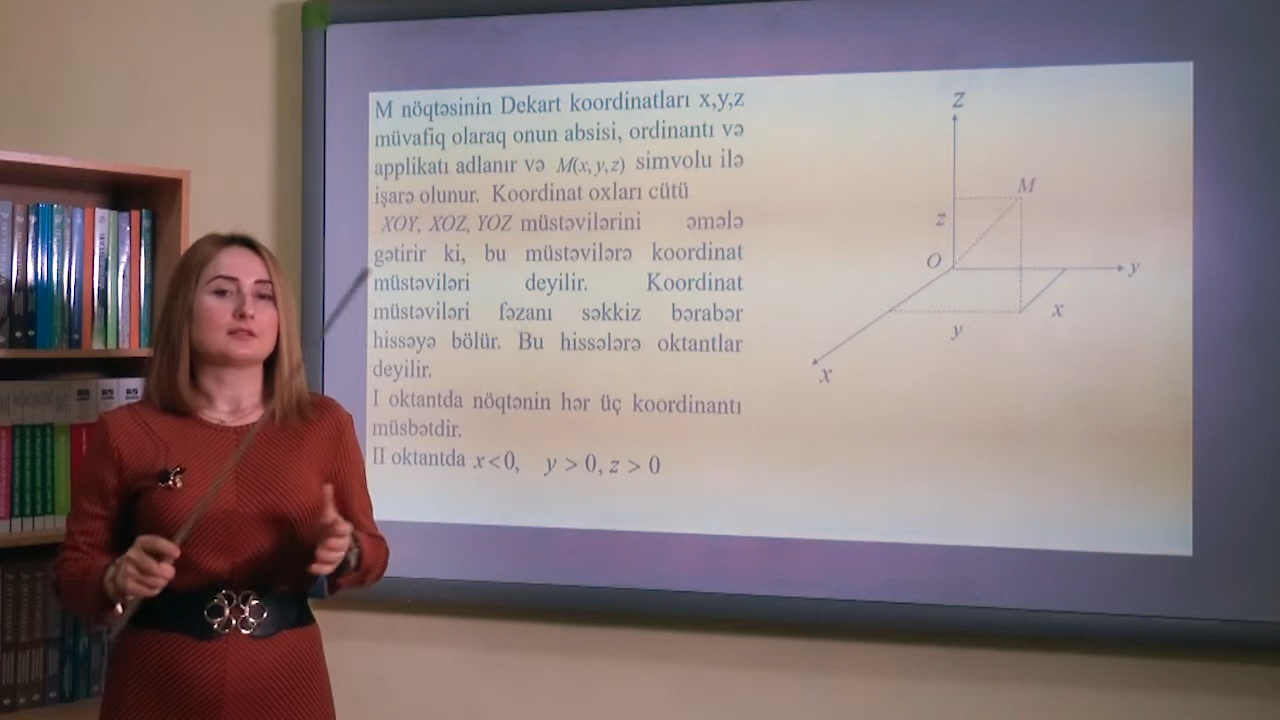 M nöqtəsinin Dekart koordinatları x,y,z
müvafiq olaraq onun absisi, ordinantı və
applikatı adlanır və M(x, y, z) simvolu ilə
işarə olunur. Koordinat oxları cütü
XOY, XOZ, YOZ müstəvilərini əmələ
gətirir ki, bu müstəvilərə koordinat
müstəviləri deyilir. Koordinat
müstəviləri fəzanı səkkiz bərabər
hissəyə bölür. Bu hissələrə oktantlar
deyilir.
I oktantda nöqtənin hər üç koordinantı
müsbətdir.
II oktantda x<0, y > 0, z > 0
z
M
z
O
y
x
y
x